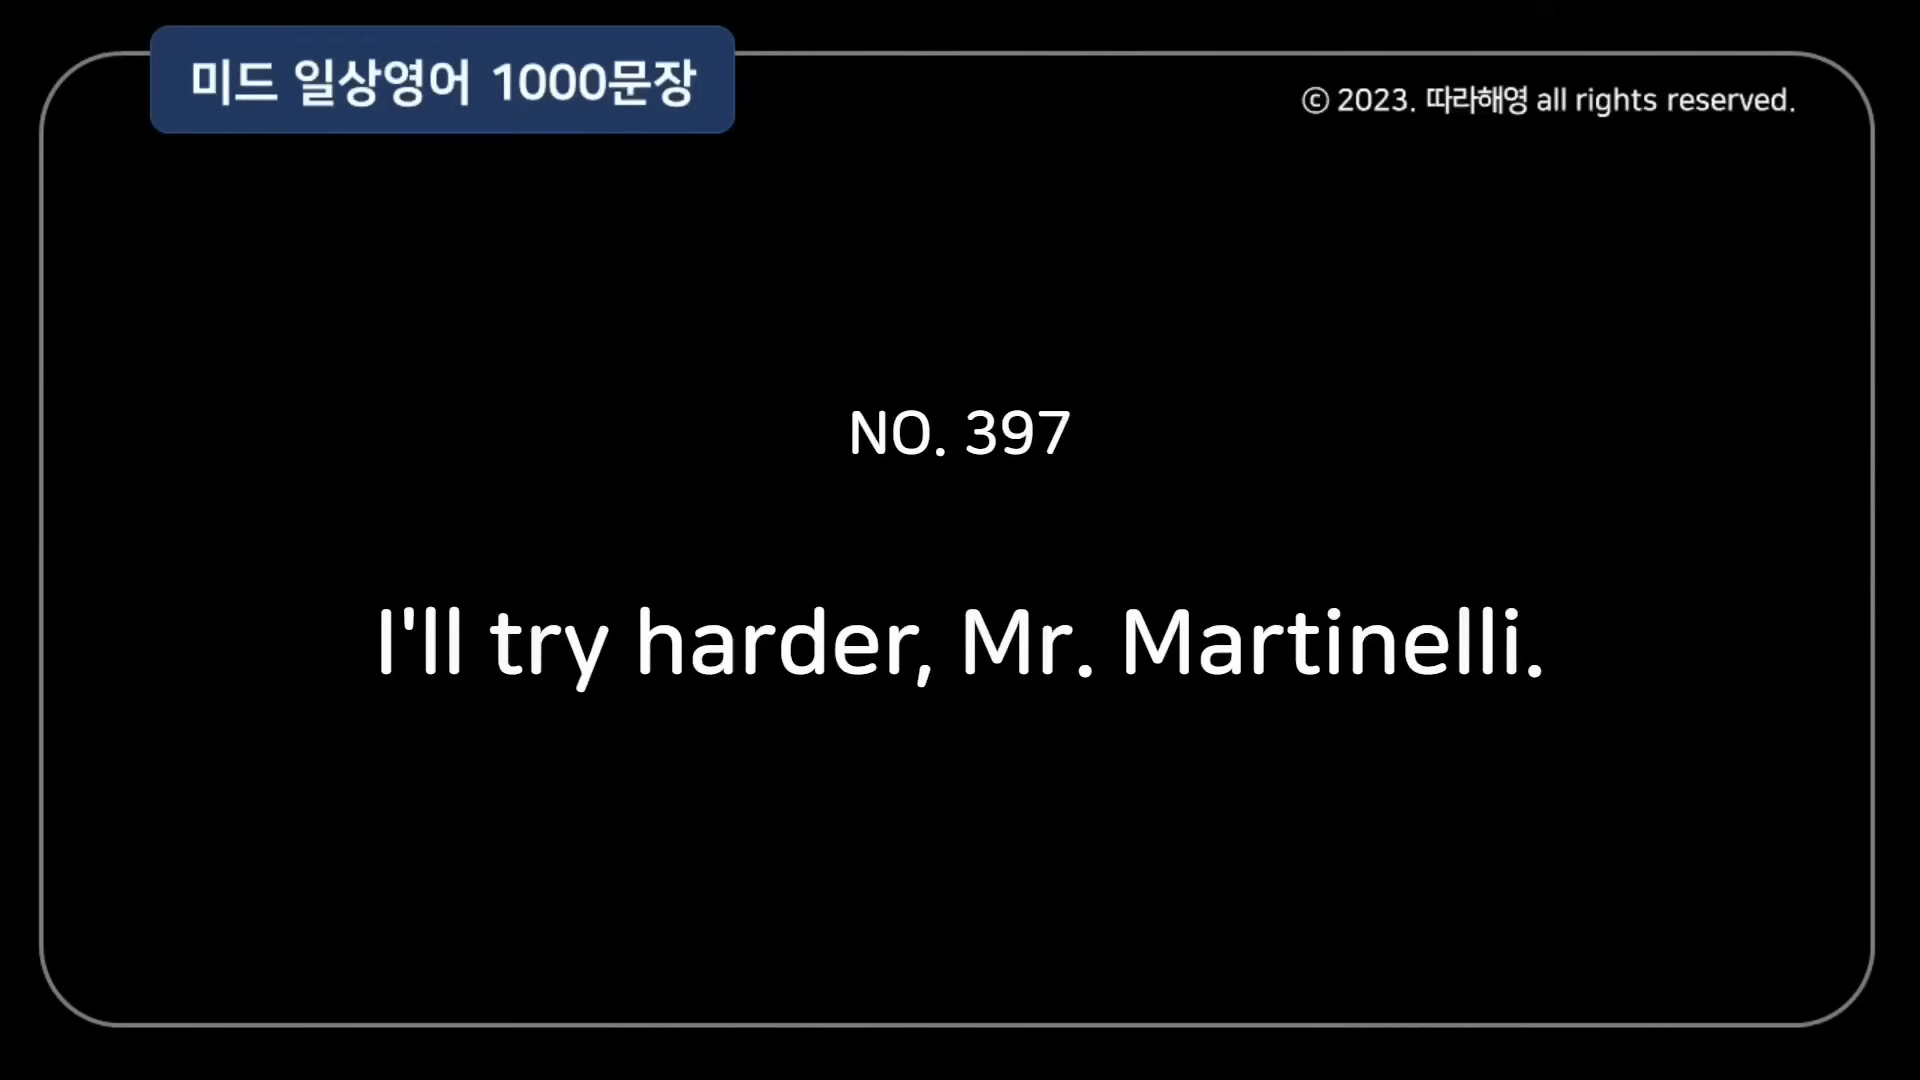 미드 일상영어 1000문장
ⓒ 2023. 따라해영 all rights reserved.
NO. 397
I'll try harder, Mr. Martinelli.